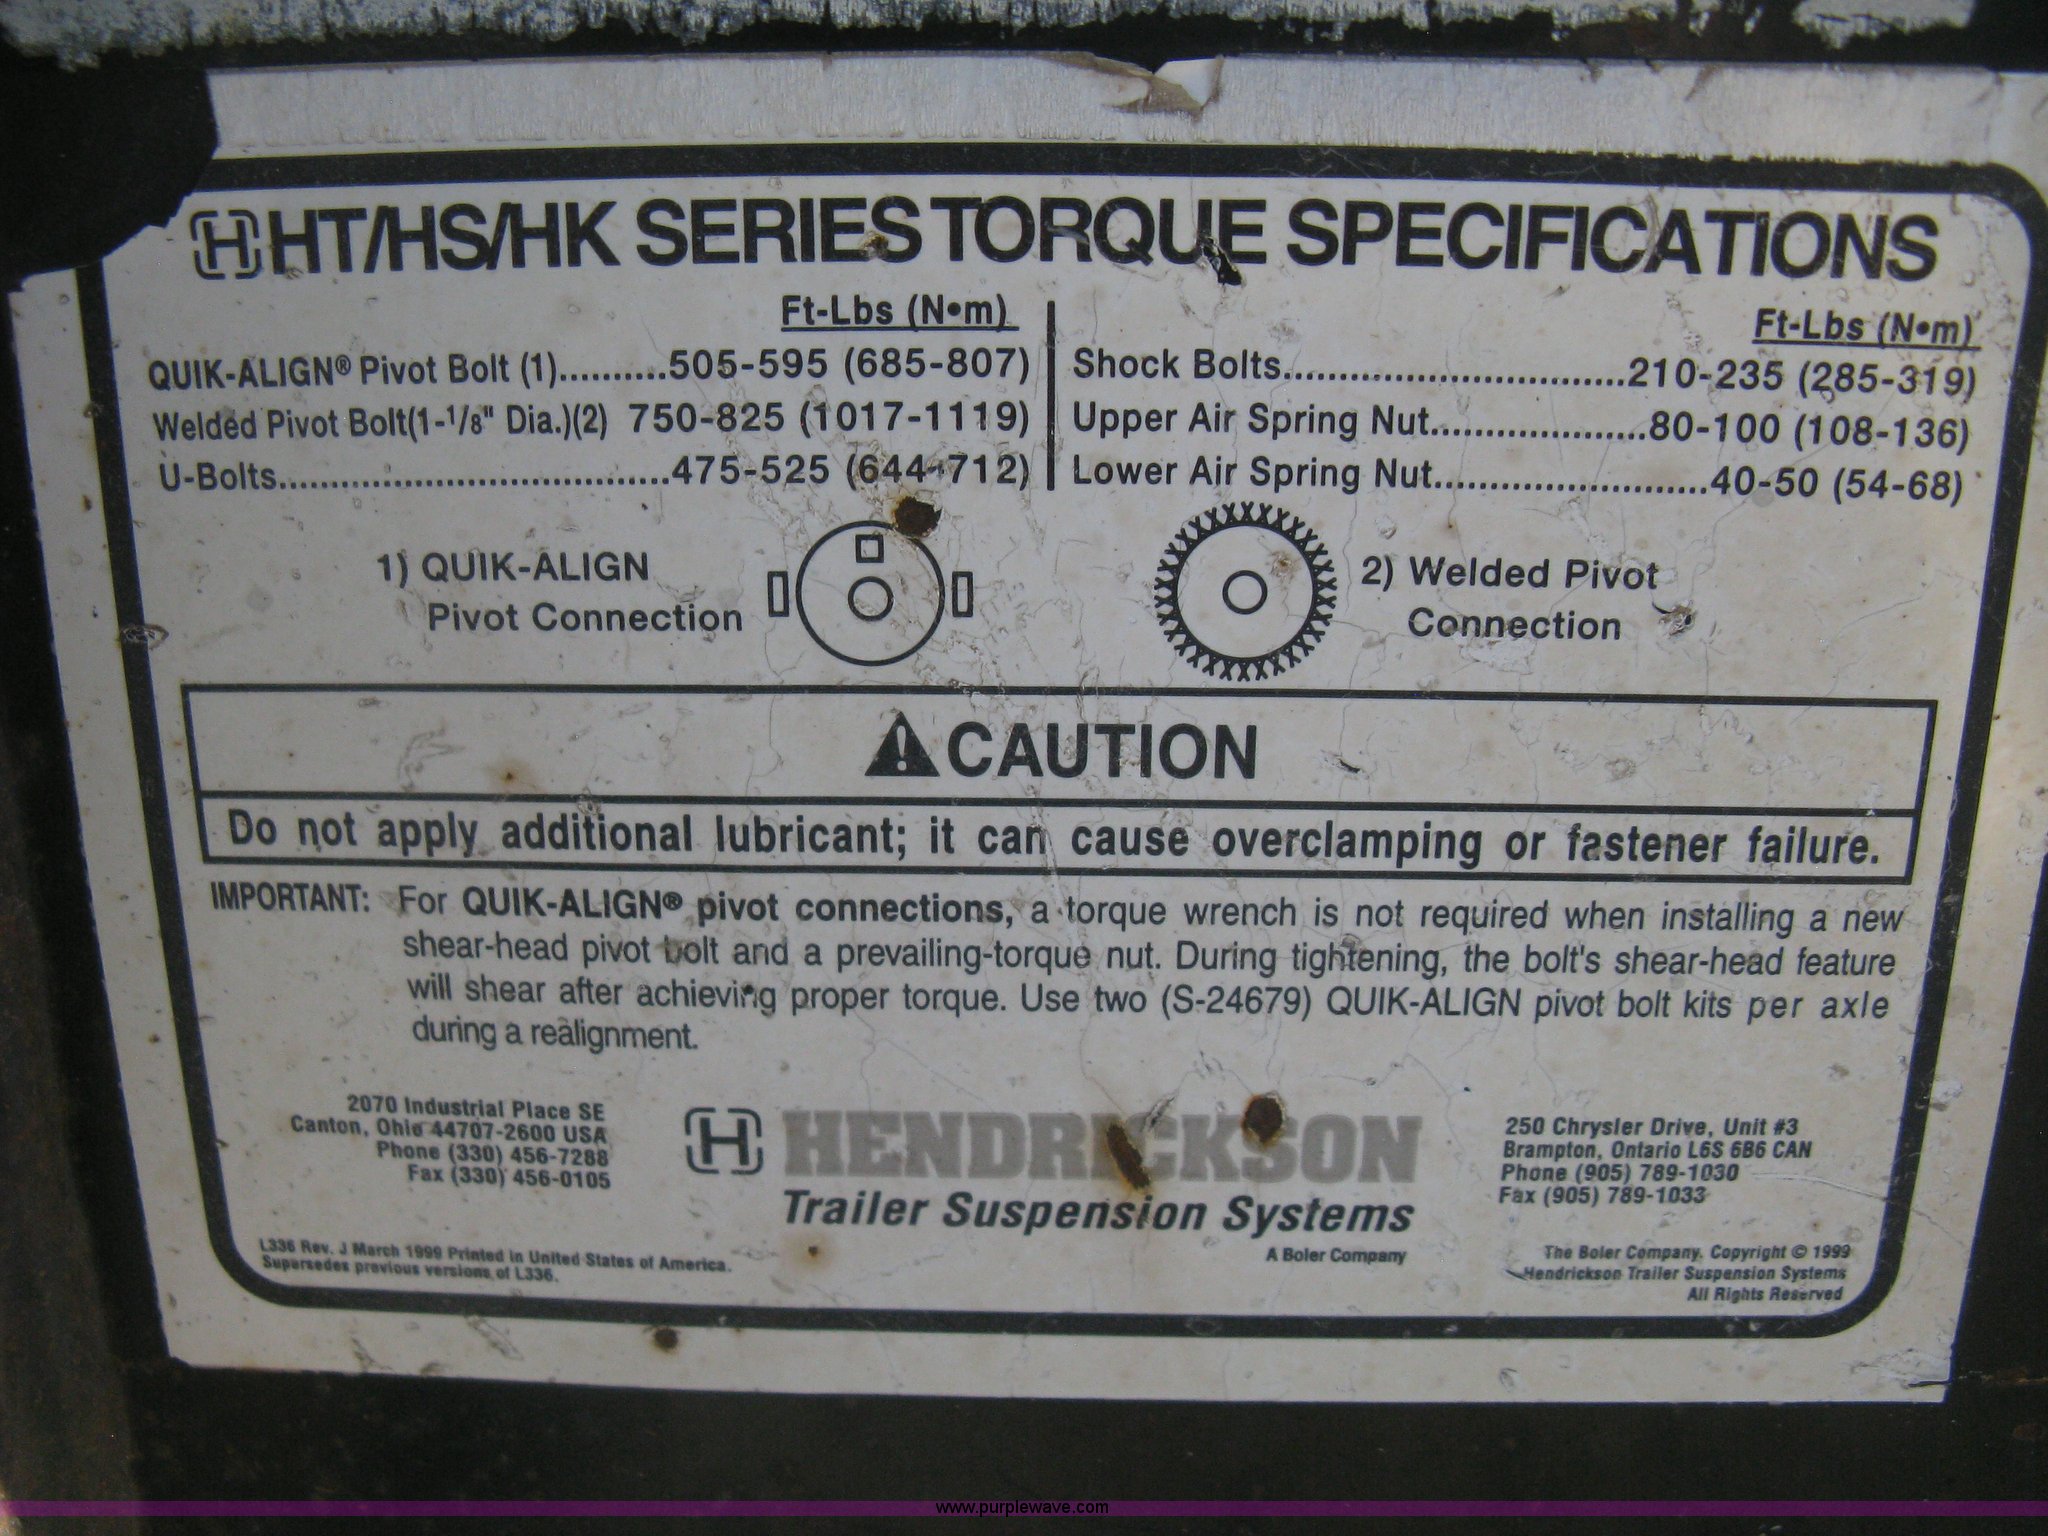 H HT/HS/HK SERIES TORQUE SPECIFICATIONS
Ft-Lbs (N•m)
QUIK-ALIGN® Pivot Bolt (1)..........505-595 (685-807)
Welded Pivot Bolt(1-1/8" Dia.)(2) 750-825 (1017-1119)
U-Bolts......................................475-525 (644-712)
Ft-Lbs (N•m)
Shock Bolts...............................210-235 (285-319)
Upper Air Spring Nut...................80-100 (108-136)
Lower Air Spring Nut........................40-50 (54-68)
1) QUIK-ALIGN
Pivot Connection
2) Welded Pivot
Connection
CAUTION
Do not apply additional lubricant; it can cause overclamping or fastener failure.
IMPORTANT: For QUIK-ALIGN® pivot connections, a torque wrench is not required when installing a new
shear-head pivot bolt and a prevailing-torque nut. During tightening, the bolt's shear-head feature
will shear after achieving proper torque. Use two (S-24679) QUIK-ALIGN pivot bolt kits per axle
during a realignment.
2070 Industrial Place SE
Canton, Ohio 44707-2600 USA
Phone (330) 456-7288
Fax (330) 456-0105
H HENDRICKSON
Trailer Suspension Systems
A Boler Company
250 Chrysler Drive, Unit #3
Brampton, Ontario L6S 6B6 CAN
Phone (905) 789-1030
Fax (905) 789-1033
L336 Rev. J March 1999 Printed in United States of America.
Supersedes previous versions of L336.
The Boler Company. Copyright © 1999
Hendrickson Trailer Suspension Systems
All Rights Reserved
www.purplewave.com